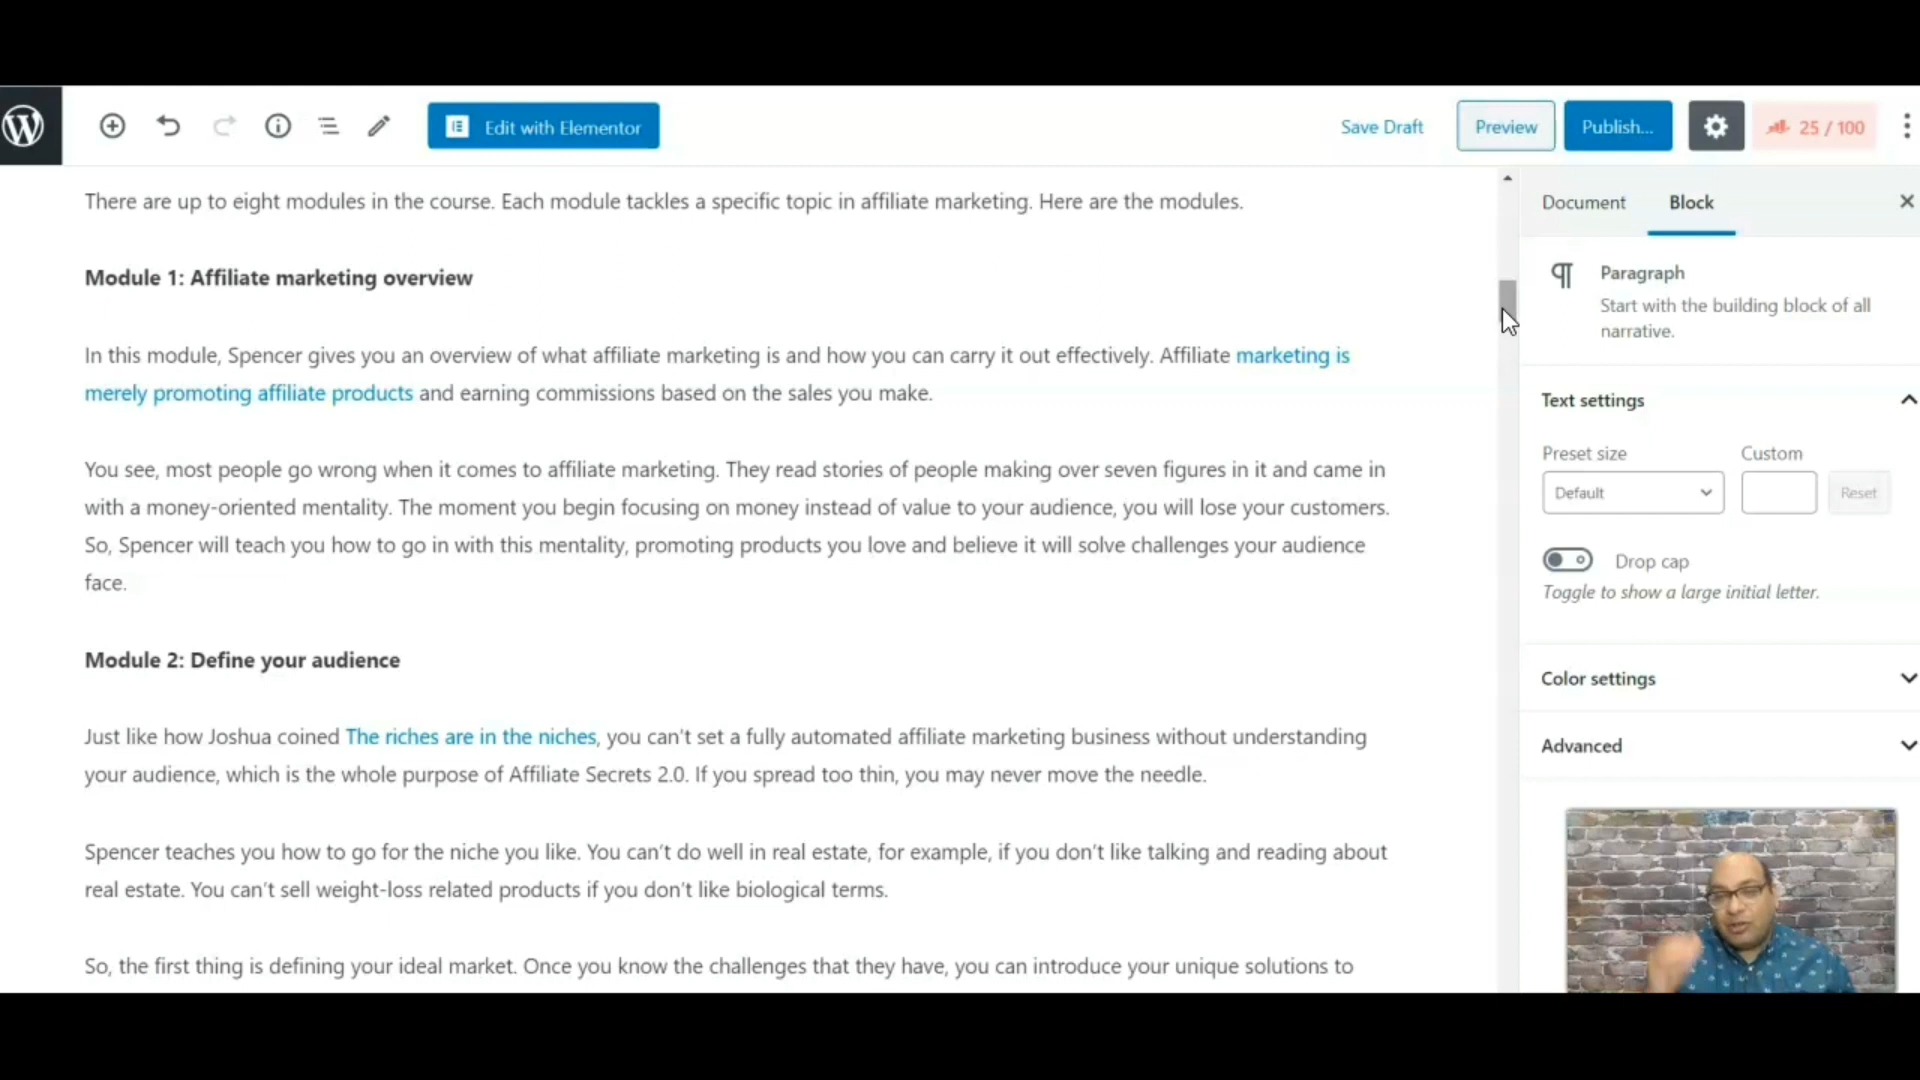 Edit with Elementor
Save Draft
Preview
Publish...
25 / 100
There are up to eight modules in the course. Each module tackles a specific topic in affiliate marketing. Here are the modules.
Module 1: Affiliate marketing overview
In this module, Spencer gives you an overview of what affiliate marketing is and how you can carry it out effectively. Affiliate marketing is
merely promoting affiliate products and earning commissions based on the sales you make.
You see, most people go wrong when it comes to affiliate marketing. They read stories of people making over seven figures in it and came in
with a money-oriented mentality. The moment you begin focusing on money instead of value to your audience, you will lose your customers.
So, Spencer will teach you how to go in with this mentality, promoting products you love and believe it will solve challenges your audience
face.
Module 2: Define your audience
Just like how Joshua coined The riches are in the niches, you can't set a fully automated affiliate marketing business without understanding
your audience, which is the whole purpose of Affiliate Secrets 2.0. If you spread too thin, you may never move the needle.
Spencer teaches you how to go for the niche you like. You can't do well in real estate, for example, if you don't like talking and reading about
real estate. You can't sell weight-loss related products if you don't like biological terms.
So, the first thing is defining your ideal market. Once you know the challenges that they have, you can introduce your unique solutions to
Document
Block
Paragraph
Start with the building block of all
narrative.
Text settings
Preset size
Custom
Default
Reset
Drop cap
Toggle to show a large initial letter.
Color settings
Advanced